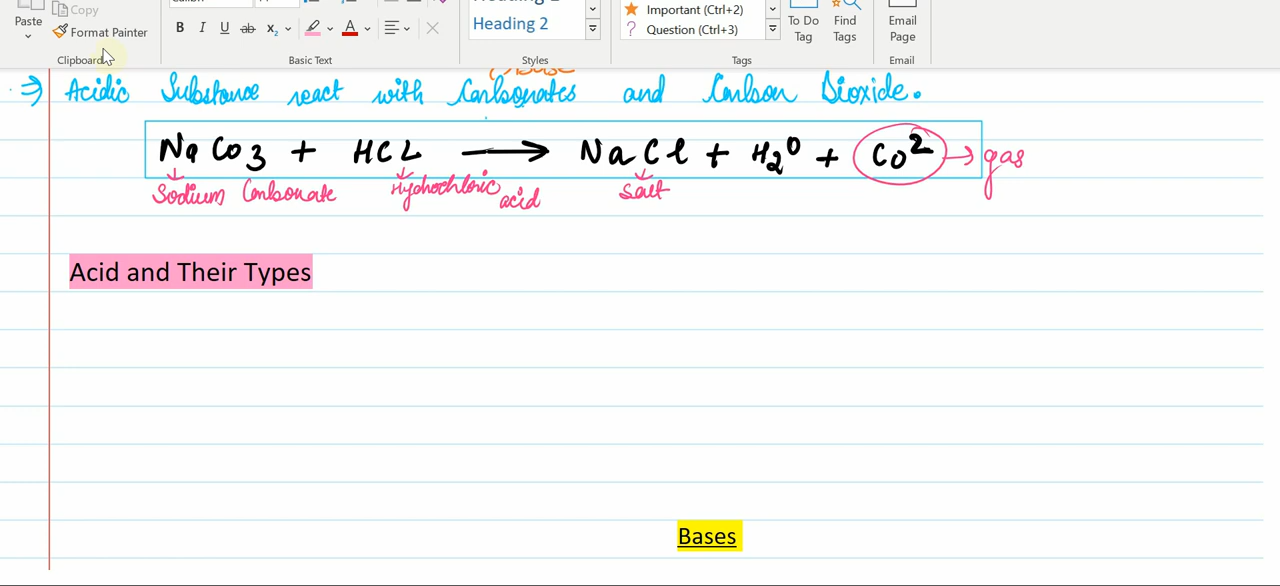 Copy
Paste
Format Painter
Clipboard
B I U ab x₂ A
Basic Text
Heading 2
Styles
Important (Ctrl+2)
Question (Ctrl+3)
Tags
To Do Tag
Find Tags
Email Page
Email
⇒ Acidic Substance react with Carbonates and Carbon Dioxide.
NaCo3 + HCL → NaCl + H2O + Co2 → gas
Sodium Carbonate Hydrochloric acid Salt
Acid and Their Types
Bases